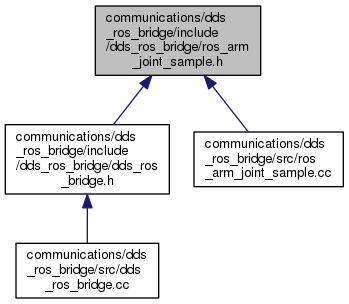 communications/dds
_ros_bridge/include
/dds_ros_bridge/ros_arm
_joint_sample.h
communications/dds
_ros_bridge/include
/dds_ros_bridge/dds_ros
_bridge.h
communications/dds
_ros_bridge/src/ros
_arm_joint_sample.cc
communications/dds
_ros_bridge/src/dds
_ros_bridge.cc